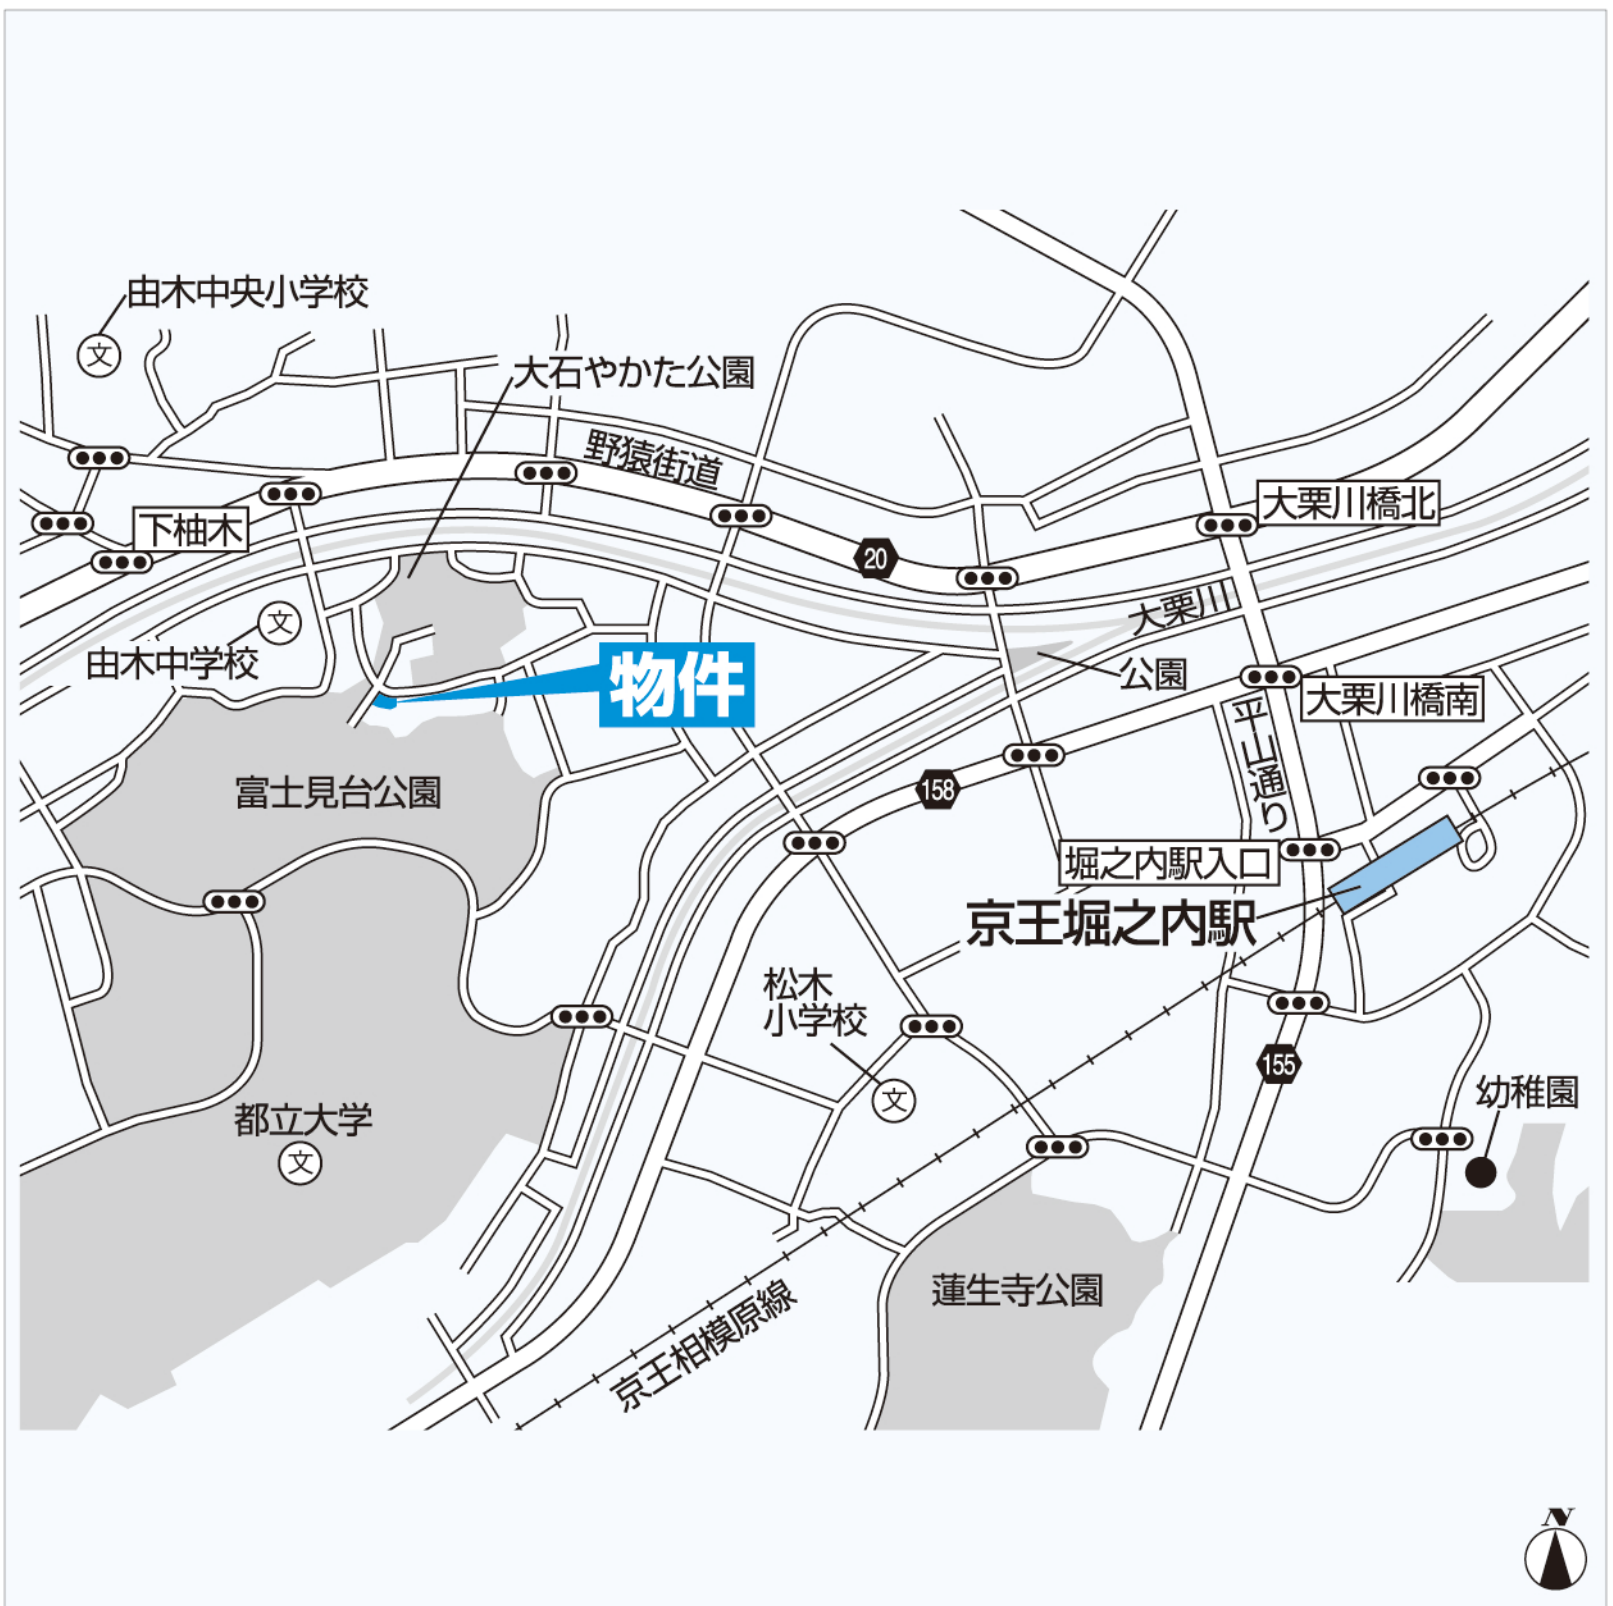 由木中央小学校
文
大石やかた公園
野猿街道
大栗川橋北
下柚木
20
大栗川
文
由木中学校
物件
公園
大栗川橋南
平山通り
富士見台公園
158
堀之内駅入口
京王堀之内駅
松木
小学校
文
155
幼稚園
都立大学
文
蓮生寺公園
京王相模原線
N